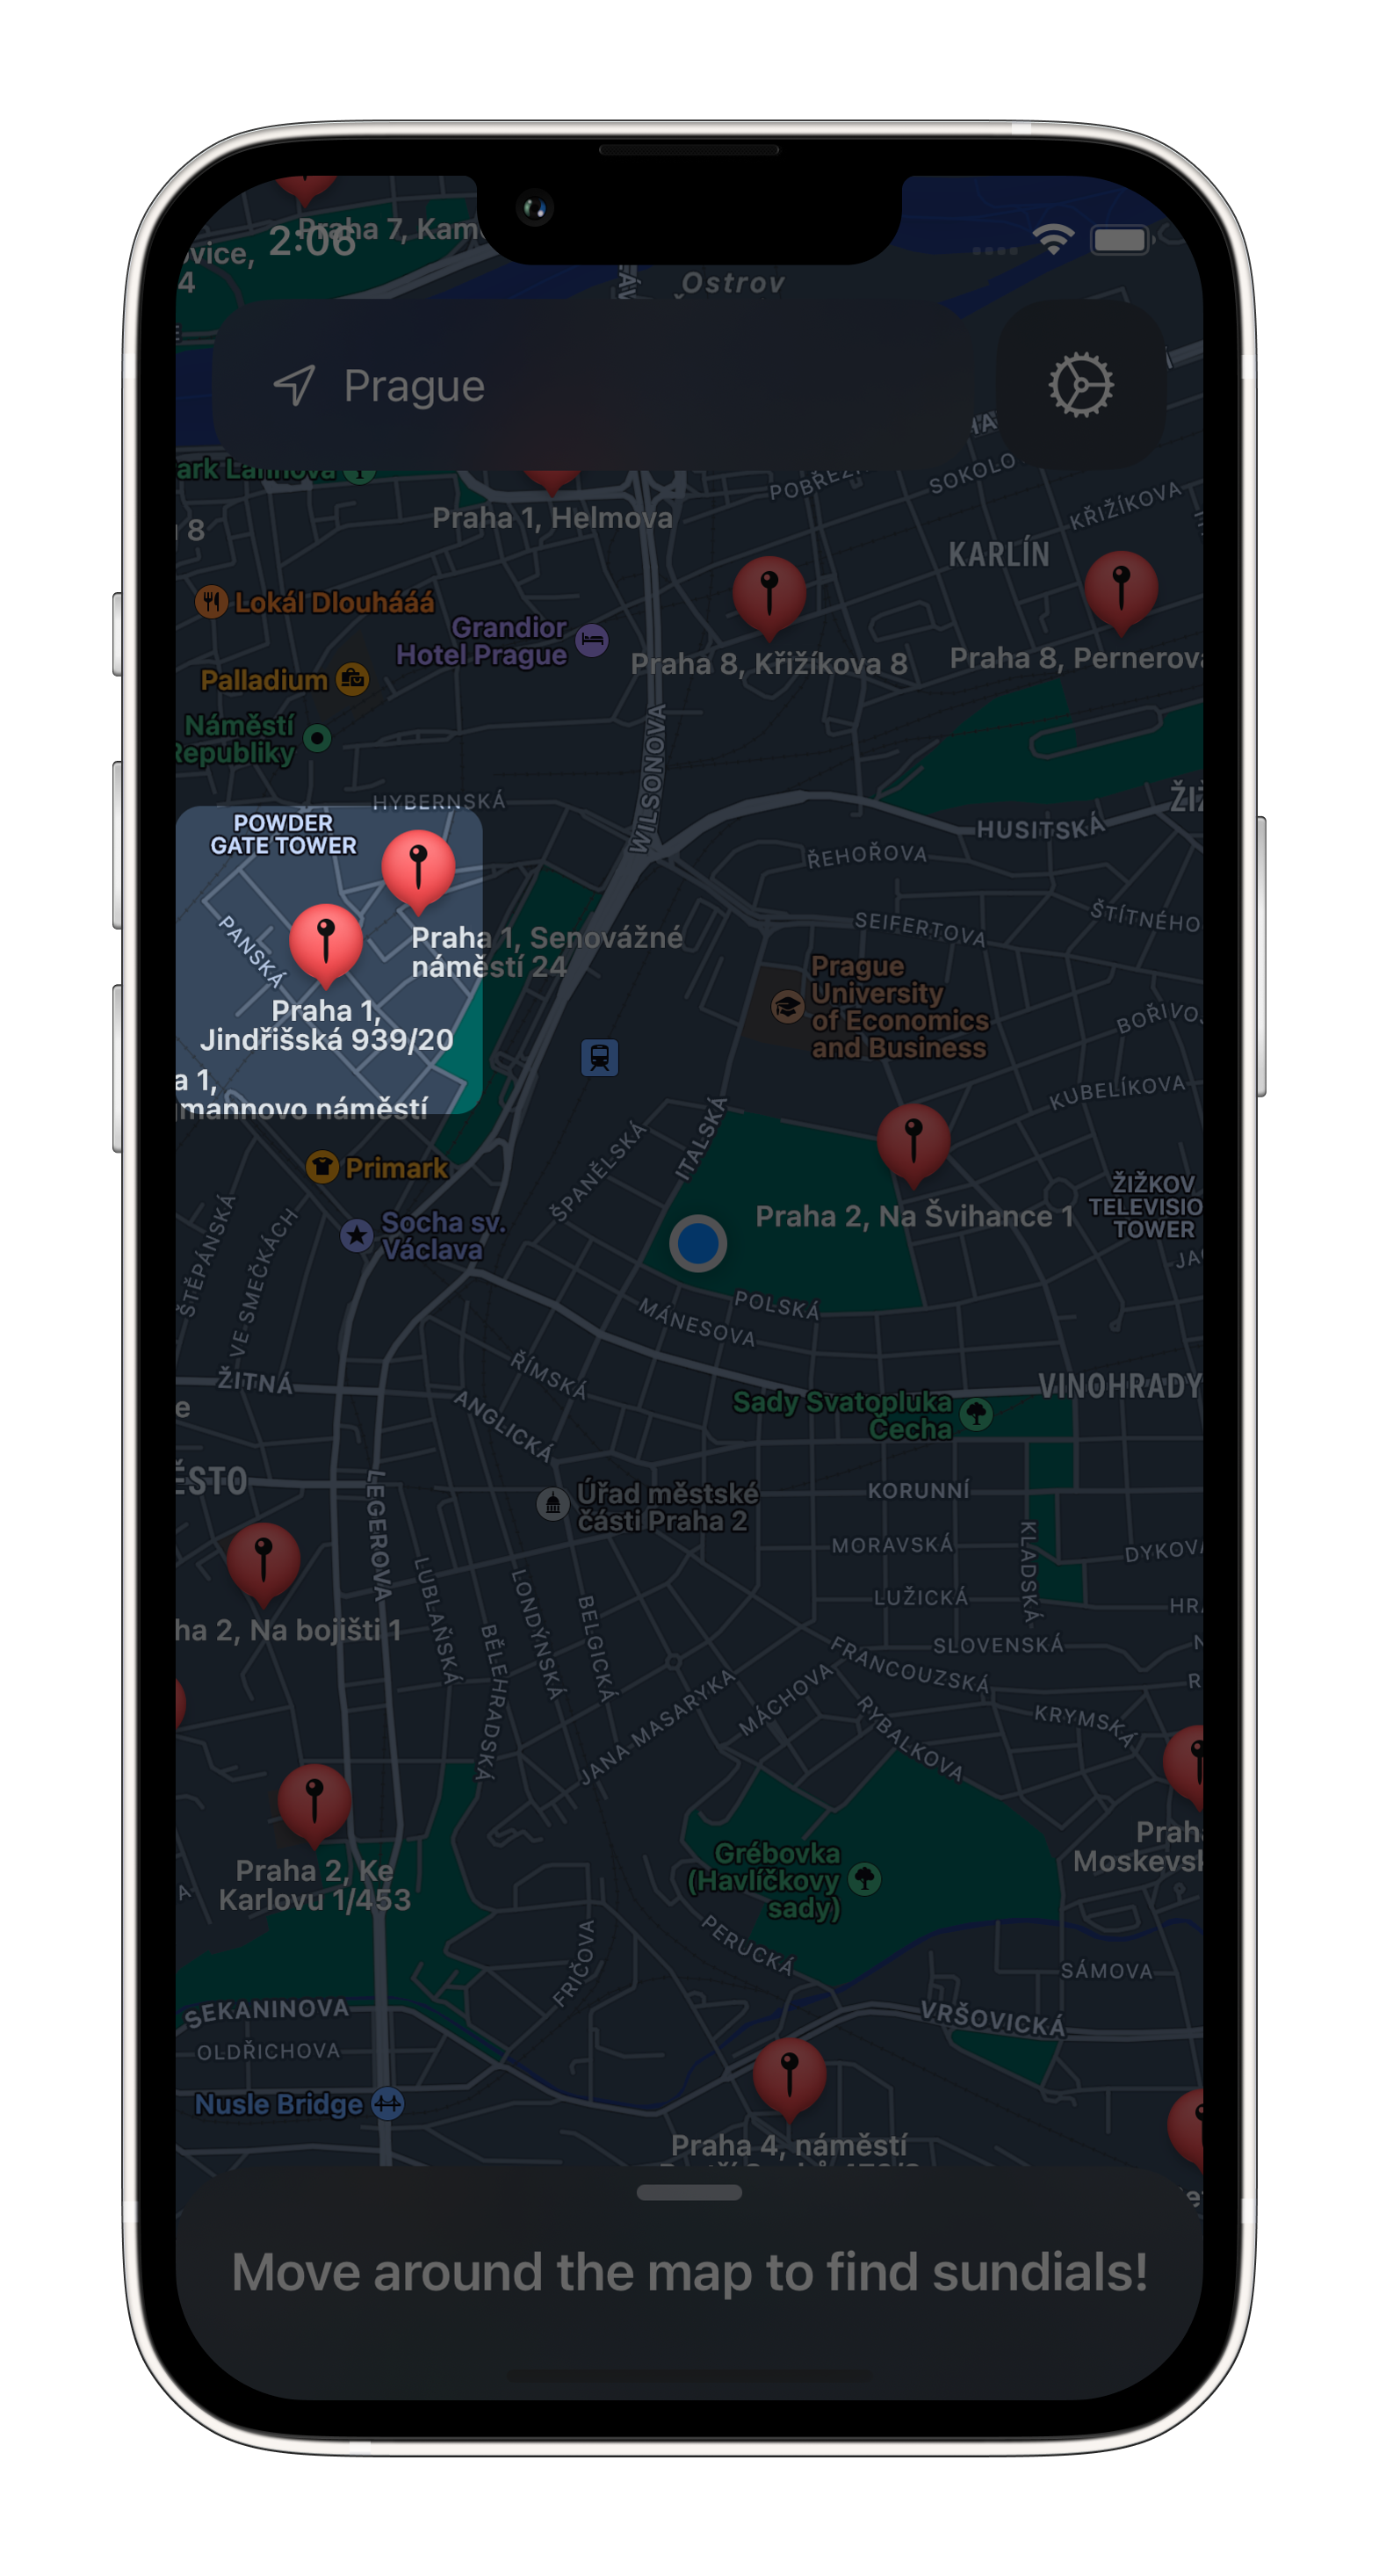 Praha 7, Kam
2:06
ovice,
4
Ostrov
Prague
ark Lannova
Praha 1, Helmova
POBŘEŽN
SOKOLO
KŘIŽÍKOVA
8
KARLÍN
Lokál Dlouhááá
Grandior
Hotel Prague
Praha 8, Křižíkova 8
Praha 8, Pernerova
Palladium
Náměstí
Republiky
WILSONOVA
HYBERNSKÁ
ŽIŽ
POWDER
GATE TOWER
HUSITSKÁ
ŘEHOŘOVA
PANSKÁ
Praha 1, Senovážné
náměstí 24
SEIFERTOVA
ŠTÍTNÉHO
Praha 1,
Jindřišská 939/20
Prague
University
of Economics
and Business
BOŘIVOJ
a 1,
mannovo náměstí
KUBELÍKOVA
ITALSKÁ
ŠPANĚLSKÁ
Primark
Praha 2, Na Švihance 1
ŽIŽKOV
TELEVISIO
TOWER
Socha sv.
Václava
ŠTĚPÁNSKÁ
VE SMEČKÁCH
JAG
POLSKÁ
MÁNESOVA
ŘÍMSKÁ
ŽITNÁ
VINOHRADY
e
ANGLICKÁ
Sady Svatopluka
Čecha
ĚSTO
LEGEROVA
Úřad městské
části Praha 2
KORUNNÍ
MORAVSKÁ
KLADSKÁ
DYKOVA
LUŽICKÁ
HRA
LUBLAŇSKÁ
LONDÝNSKÁ
BELGICKÁ
ha 2, Na bojišti 1
BĚLEHRADSKÁ
SLOVENSKÁ
N
FRANCOUZSKÁ
R
JANA MASARYKA
MÁCHOVA
RYBALKOVA
KRYMSKÁ
Praha
Moskevsk
Praha 2, Ke
Karlovu 1/453
Grébovka
(Havlíčkovy
sady)
A
PERUCKÁ
FRIČOVA
SÁMOVA
SEKANINOVA
VRŠOVICKÁ
OLDŘICHOVA
Nusle Bridge
Praha 4, náměstí
Move around the map to find sundials!